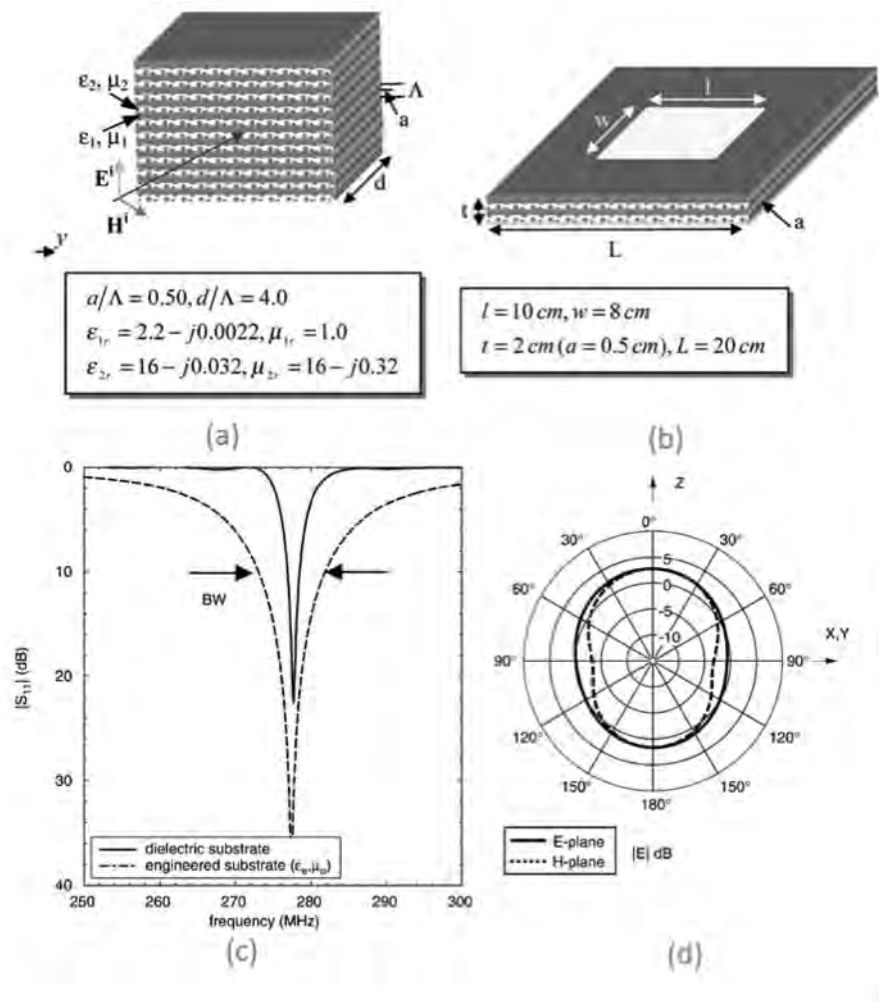 ε₂, μ₂
ε₁, μ₁
Λ
a
Eⁱ
Hⁱ
d
y
l
w
t
a
L
a/Λ = 0.50, d/Λ = 4.0
ε₁ᵣ = 2.2 − j0.0022, μ₁ᵣ = 1.0
ε₂ᵣ = 16 − j0.032, μ₂ᵣ = 16 − j0.32
l = 10 cm, w = 8 cm
t = 2 cm (a = 0.5 cm), L = 20 cm
(a)
(b)
0
10
20
30
40
|S₁₁| (dB)
BW
dielectric substrate
engineered substrate (εₑ,μₑ)
250
260
270
280
290
300
frequency (MHz)
(c)
Z
0°
30°
30°
5
0
-5
-10
60°
60°
X,Y
90°
90°
120°
120°
150°
150°
180°
E-plane
H-plane
|E| dB
(d)